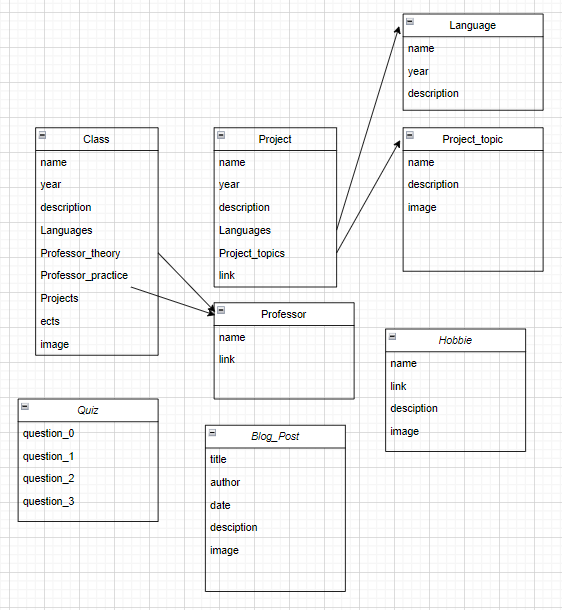 Language
name
year
description
Class
name
year
description
Languages
Professor_theory
Professor_practice
Projects
ects
image
Project
name
year
description
Languages
Project_topics
link
Project_topic
name
description
image
Professor
name
link
Hobbie
name
link
desciption
image
Quiz
question_0
question_1
question_2
question_3
Blog_Post
title
author
date
desciption
image